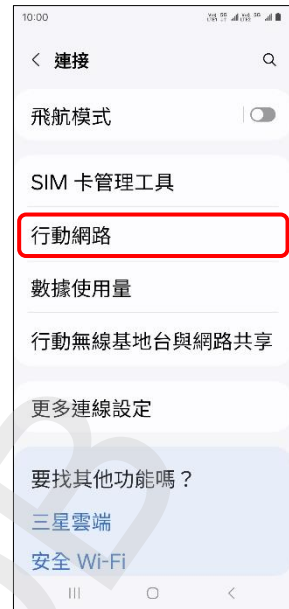 10:00
連接
飛航模式
SIM 卡管理工具
行動網路
數據使用量
行動無線基地台與網路共享
更多連線設定
要找其他功能嗎？
三星雲端
安全 Wi-Fi